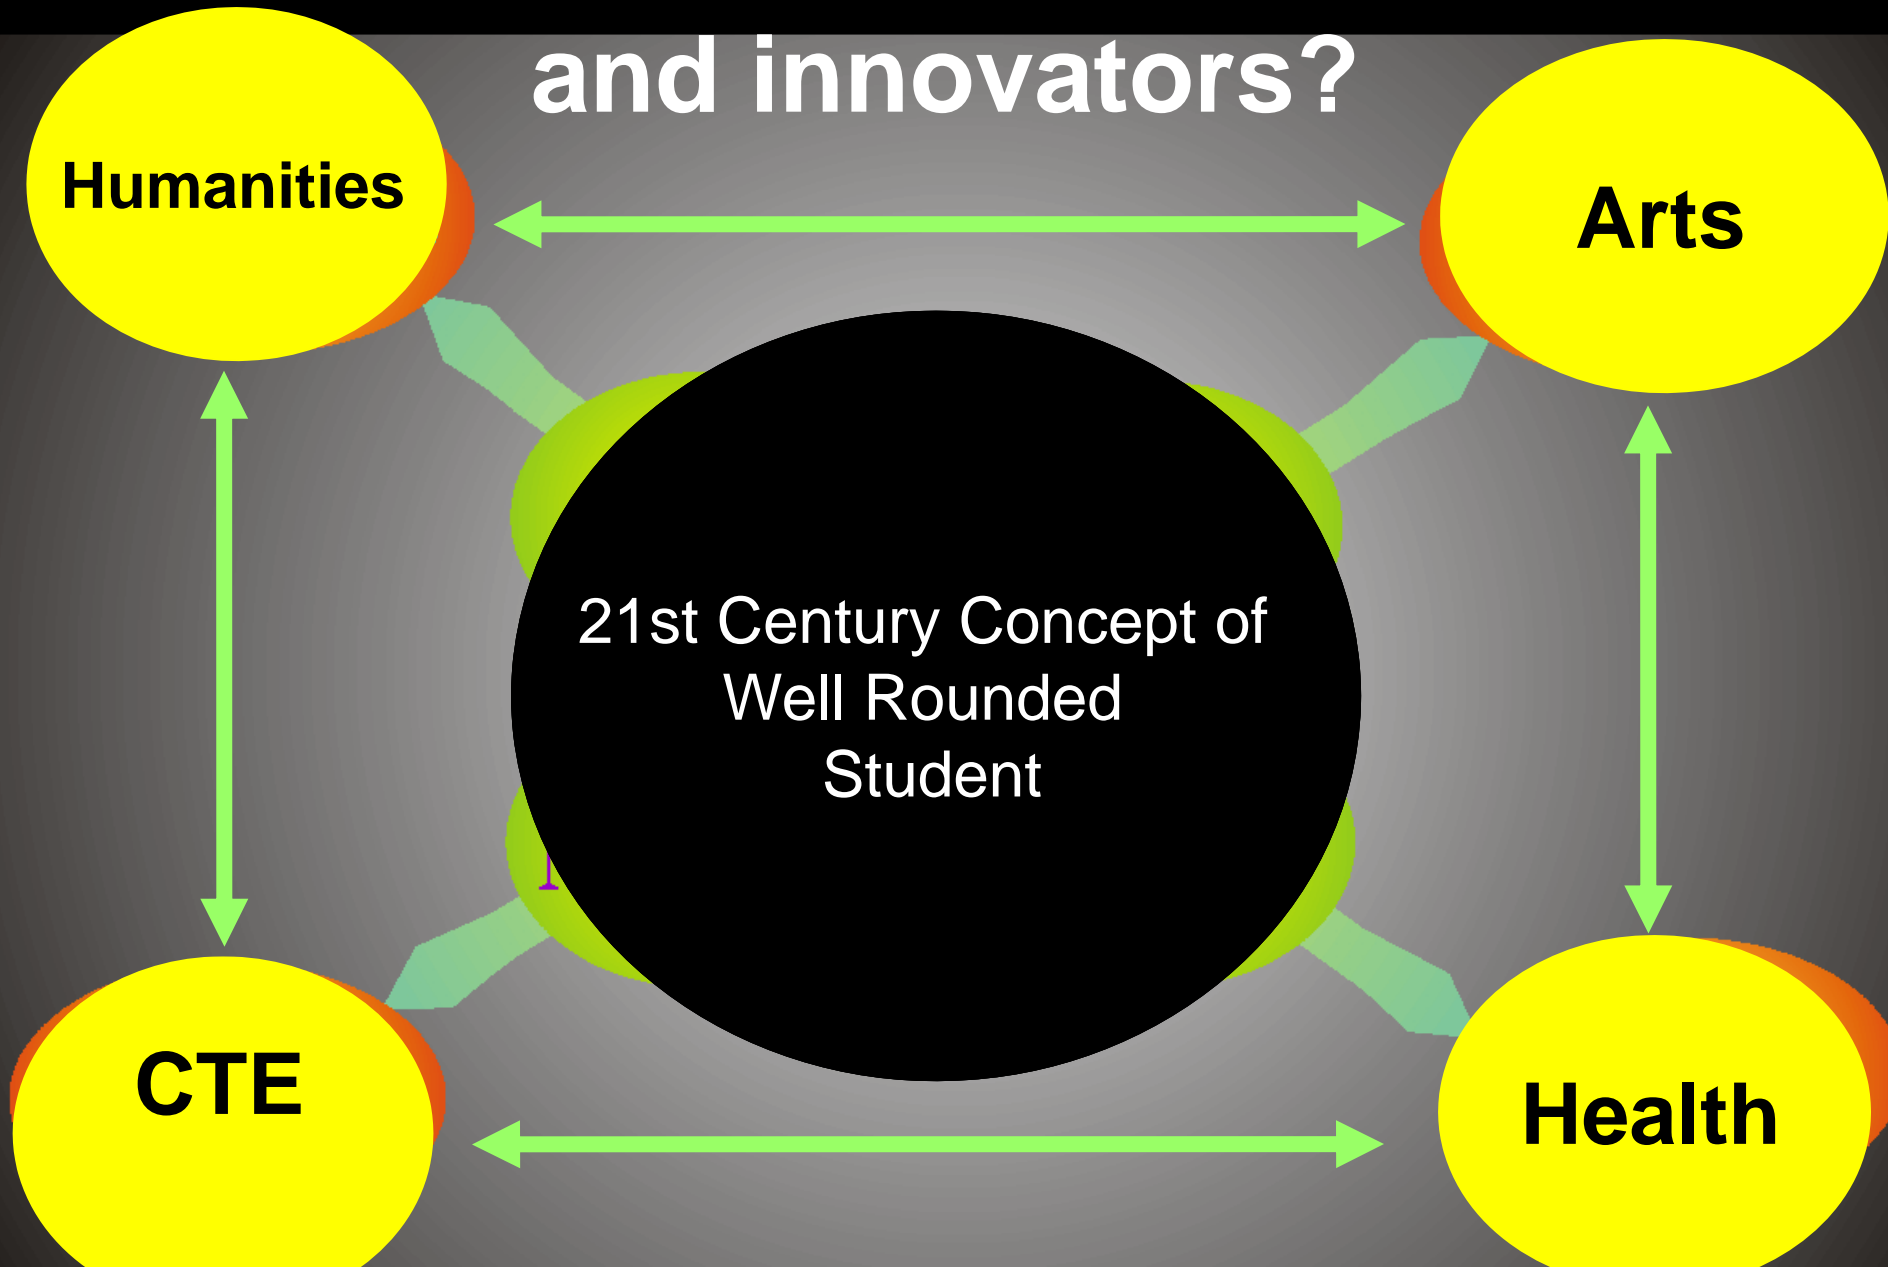 and innovators?
Humanities
Arts
21st Century Concept of
Well Rounded
Student
CTE
Health